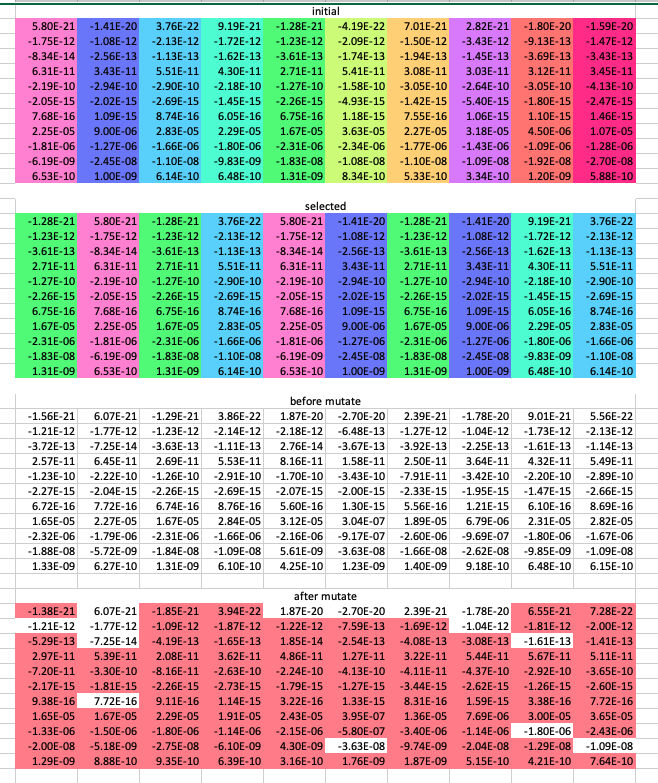 initial
5.80E-21 -1.41E-20 3.76E-22 9.19E-21 -1.28E-21 -4.19E-22 7.01E-21 2.82E-21 -1.80E-20 -1.59E-20
-1.75E-12 -1.08E-12 -2.13E-12 -1.72E-12 -1.23E-12 -2.09E-12 -1.50E-12 -3.43E-12 -9.13E-13 -1.47E-12
-8.34E-14 -2.56E-13 -1.13E-13 -1.62E-13 -3.61E-13 -1.74E-13 -1.94E-13 -1.45E-13 -3.69E-13 -3.43E-13
6.31E-11 3.43E-11 5.51E-11 4.30E-11 2.71E-11 5.41E-11 3.08E-11 3.03E-11 3.12E-11 3.45E-11
-2.19E-10 -2.94E-10 -2.90E-10 -2.18E-10 -1.27E-10 -1.58E-10 -3.05E-10 -2.64E-10 -3.05E-10 -4.13E-10
-2.05E-15 -2.02E-15 -2.69E-15 -1.45E-15 -2.26E-15 -4.93E-15 -1.42E-15 -5.40E-15 -1.80E-15 -2.47E-15
7.68E-16 1.09E-15 8.74E-16 6.05E-16 6.75E-16 1.18E-15 7.55E-16 1.06E-15 1.10E-15 1.46E-15
2.25E-05 9.00E-06 2.83E-05 2.29E-05 1.67E-05 3.63E-05 2.27E-05 3.18E-05 4.50E-06 1.07E-05
-1.81E-06 -1.27E-06 -1.66E-06 -1.80E-06 -2.31E-06 -2.34E-06 -1.77E-06 -1.43E-06 -1.09E-06 -1.28E-06
-6.19E-09 -2.45E-08 -1.10E-08 -9.83E-09 -1.83E-08 -1.08E-08 -1.10E-08 -1.09E-08 -1.92E-08 -2.70E-08
6.53E-10 1.00E-09 6.14E-10 6.48E-10 1.31E-09 8.34E-10 5.33E-10 3.34E-10 1.20E-09 5.88E-10
selected
-1.28E-21 5.80E-21 -1.28E-21 3.76E-22 5.80E-21 -1.41E-20 -1.28E-21 -1.41E-20 9.19E-21 3.76E-22
-1.23E-12 -1.75E-12 -1.23E-12 -2.13E-12 -1.75E-12 -1.08E-12 -1.23E-12 -1.08E-12 -1.72E-12 -2.13E-12
-3.61E-13 -8.34E-14 -3.61E-13 -1.13E-13 -8.34E-14 -2.56E-13 -3.61E-13 -2.56E-13 -1.62E-13 -1.13E-13
2.71E-11 6.31E-11 2.71E-11 5.51E-11 6.31E-11 3.43E-11 2.71E-11 3.43E-11 4.30E-11 5.51E-11
-1.27E-10 -2.19E-10 -1.27E-10 -2.90E-10 -2.19E-10 -2.94E-10 -1.27E-10 -2.94E-10 -2.18E-10 -2.90E-10
-2.26E-15 -2.05E-15 -2.26E-15 -2.69E-15 -2.05E-15 -2.02E-15 -2.26E-15 -2.02E-15 -1.45E-15 -2.69E-15
6.75E-16 7.68E-16 6.75E-16 8.74E-16 7.68E-16 1.09E-15 6.75E-16 1.09E-15 6.05E-16 8.74E-16
1.67E-05 2.25E-05 1.67E-05 2.83E-05 2.25E-05 9.00E-06 1.67E-05 9.00E-06 2.29E-05 2.83E-05
-2.31E-06 -1.81E-06 -2.31E-06 -1.66E-06 -1.81E-06 -1.27E-06 -2.31E-06 -1.27E-06 -1.80E-06 -1.66E-06
-1.83E-08 -6.19E-09 -1.83E-08 -1.10E-08 -6.19E-09 -2.45E-08 -1.83E-08 -2.45E-08 -9.83E-09 -1.10E-08
1.31E-09 6.53E-10 1.31E-09 6.14E-10 6.53E-10 1.00E-09 1.31E-09 1.00E-09 6.48E-10 6.14E-10
before mutate
-1.56E-21 6.07E-21 -1.29E-21 3.86E-22 1.87E-20 -2.70E-20 2.39E-21 -1.78E-20 9.01E-21 5.56E-22
-1.21E-12 -1.77E-12 -1.23E-12 -2.14E-12 -2.18E-12 -6.48E-13 -1.27E-12 -1.04E-12 -1.73E-12 -2.13E-12
-3.72E-13 -7.25E-14 -3.63E-13 -1.11E-13 2.76E-14 -3.67E-13 -3.92E-13 -2.25E-13 -1.61E-13 -1.14E-13
2.57E-11 6.45E-11 2.69E-11 5.53E-11 8.16E-11 1.58E-11 2.50E-11 3.64E-11 4.32E-11 5.49E-11
-1.23E-10 -2.22E-10 -1.26E-10 -2.91E-10 -1.70E-10 -3.43E-10 -7.91E-11 -3.42E-10 -2.20E-10 -2.89E-10
-2.27E-15 -2.04E-15 -2.26E-15 -2.69E-15 -2.07E-15 -2.00E-15 -2.33E-15 -1.95E-15 -1.47E-15 -2.66E-15
6.72E-16 7.72E-16 6.74E-16 8.76E-16 5.60E-16 1.30E-15 5.56E-16 1.21E-15 6.10E-16 8.69E-16
1.65E-05 2.27E-05 1.67E-05 2.84E-05 3.12E-05 3.04E-07 1.89E-05 6.79E-06 2.31E-05 2.82E-05
-2.32E-06 -1.79E-06 -2.31E-06 -1.66E-06 -2.16E-06 -9.17E-07 -2.60E-06 -9.69E-07 -1.80E-06 -1.67E-06
-1.88E-08 -5.72E-09 -1.84E-08 -1.09E-08 5.61E-09 -3.63E-08 -1.66E-08 -2.62E-08 -9.85E-09 -1.09E-08
1.33E-09 6.27E-10 1.31E-09 6.10E-10 4.25E-10 1.23E-09 1.40E-09 9.18E-10 6.48E-10 6.15E-10
after mutate
-1.38E-21 6.07E-21 -1.85E-21 3.94E-22 1.87E-20 -2.70E-20 2.39E-21 -1.78E-20 6.55E-21 7.28E-22
-1.21E-12 -1.77E-12 -1.09E-12 -1.87E-12 -1.22E-12 -7.59E-13 -1.69E-12 -1.04E-12 -1.81E-12 -2.00E-12
-5.29E-13 -7.25E-14 -4.19E-13 -1.65E-13 1.85E-14 -2.54E-13 -4.08E-13 -3.08E-13 -1.61E-13 -1.41E-13
2.97E-11 5.39E-11 2.08E-11 3.62E-11 4.86E-11 1.27E-11 3.22E-11 5.44E-11 5.67E-11 5.11E-11
-7.20E-11 -3.30E-10 -8.16E-11 -2.63E-10 -2.24E-10 -4.13E-10 -4.11E-11 -4.37E-10 -2.92E-10 -3.65E-10
-2.17E-15 -1.81E-15 -2.26E-15 -2.73E-15 -1.79E-15 -1.27E-15 -3.44E-15 -2.62E-15 -1.26E-15 -2.60E-15
9.38E-16 7.72E-16 9.11E-16 1.14E-15 3.22E-16 1.33E-15 8.31E-16 1.59E-15 3.38E-16 7.72E-16
1.65E-05 1.67E-05 2.29E-05 1.91E-05 2.43E-05 3.95E-07 1.36E-05 7.69E-06 3.00E-05 3.65E-05
-1.33E-06 -1.50E-06 -1.80E-06 -1.14E-06 -2.15E-06 -5.80E-07 -3.40E-06 -1.14E-06 -1.80E-06 -2.43E-06
-2.00E-08 -5.18E-09 -2.75E-08 -6.10E-09 4.30E-09 -3.63E-08 -9.74E-09 -2.04E-08 -1.29E-08 -1.09E-08
1.29E-09 8.88E-10 9.35E-10 6.39E-10 3.16E-10 1.76E-09 1.87E-09 5.15E-10 4.21E-10 7.64E-10